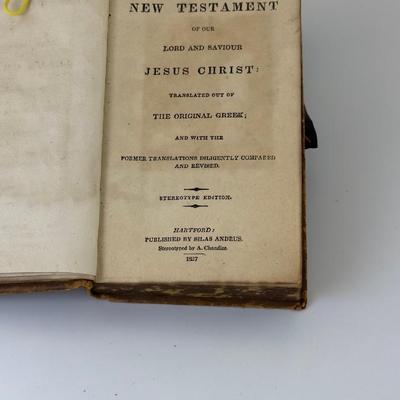 NEW TESTAMENT
OF OUR
LORD AND SAVIOUR
JESUS CHRIST:
TRANSLATED OUT OF
THE ORIGINAL GREEK;
AND WITH THE
FORMER TRANSLATIONS DILIGENTLY COMPARED
AND REVISED.
STEREOTYPE EDITION.
HARTFORD:
PUBLISHED BY SILAS ANDRUS.
Stereotyped by A. Chandler.
1827